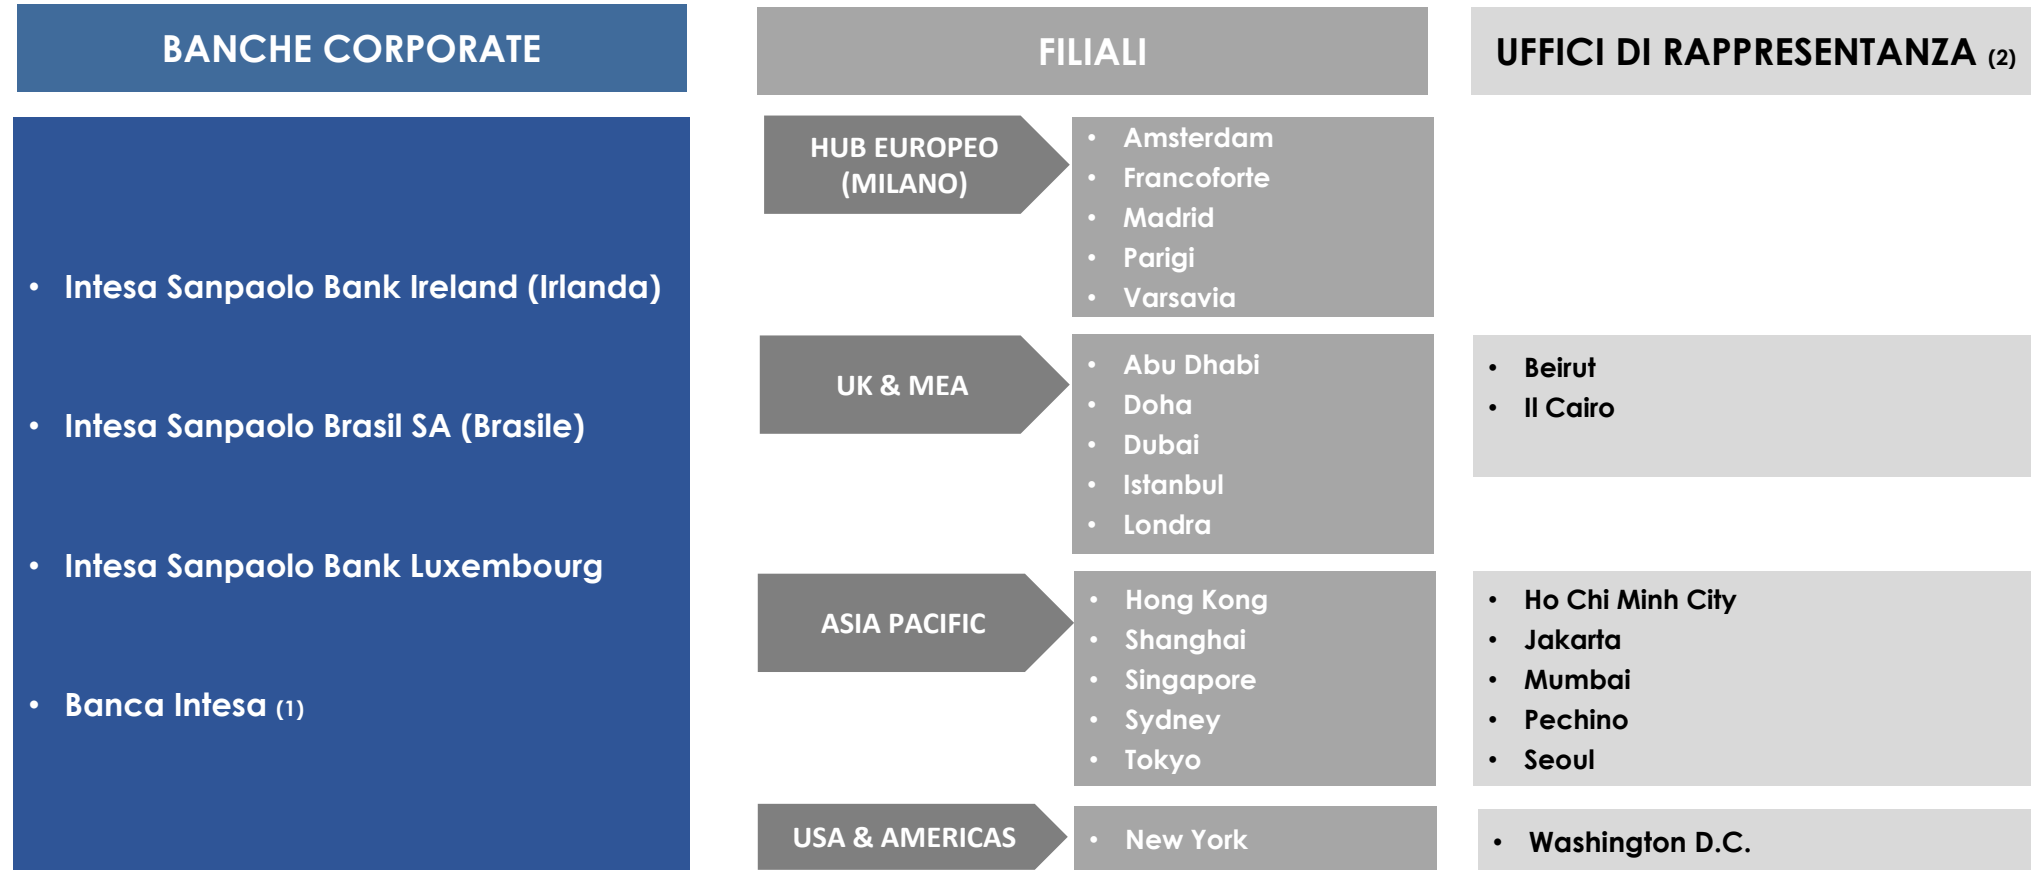 BANCHE CORPORATE
• Intesa Sanpaolo Bank Ireland (Irlanda)
• Intesa Sanpaolo Brasil SA (Brasile)
• Intesa Sanpaolo Bank Luxembourg
• Banca Intesa (1)
FILIALI
HUB EUROPEO
(MILANO)
• Amsterdam
• Francoforte
• Madrid
• Parigi
• Varsavia
UK & MEA
• Abu Dhabi
• Doha
• Dubai
• Istanbul
• Londra
ASIA PACIFIC
• Hong Kong
• Shanghai
• Singapore
• Sydney
• Tokyo
USA & AMERICAS
• New York
UFFICI DI RAPPRESENTANZA (2)
• Beirut
• Il Cairo
• Ho Chi Minh City
• Jakarta
• Mumbai
• Pechino
• Seoul
• Washington D.C.